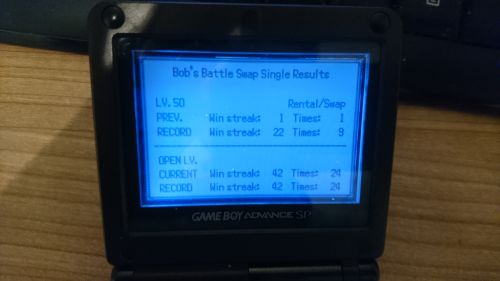 Bob's Battle Swap Single Results
LV. 50 Rental/Swap
PREV. Win streak: 1 Times: 1
RECORD Win streak: 22 Times: 9
OPEN LV.
CURRENT Win streak: 42 Times: 24
RECORD Win streak: 42 Times: 24
GAME BOY ADVANCE SP